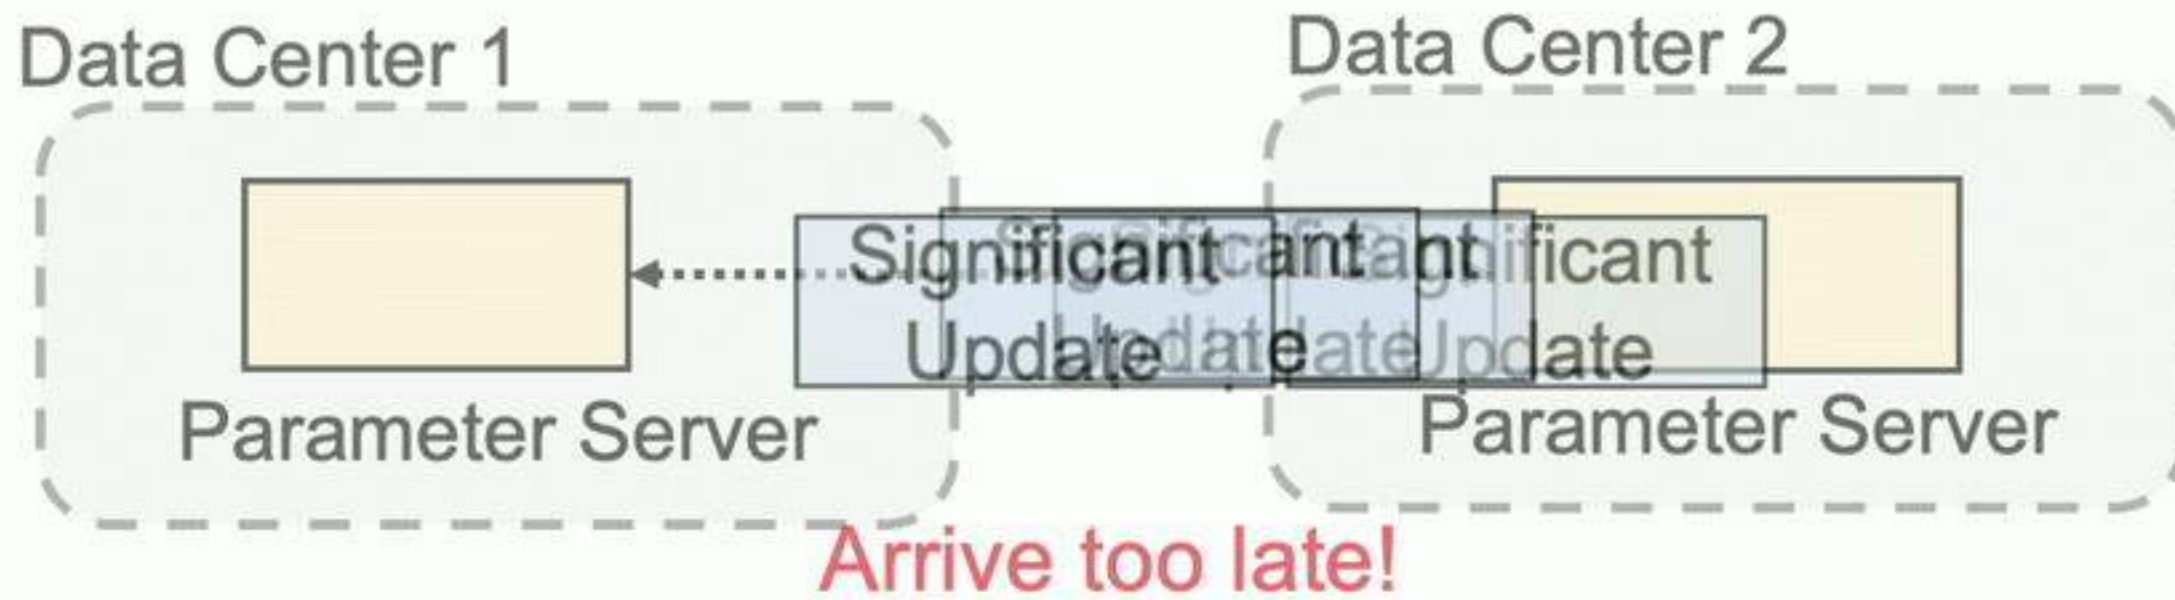 Data Center 1
Data Center 2
Significant
Update
Parameter Server
Parameter Server
Arrive too late!